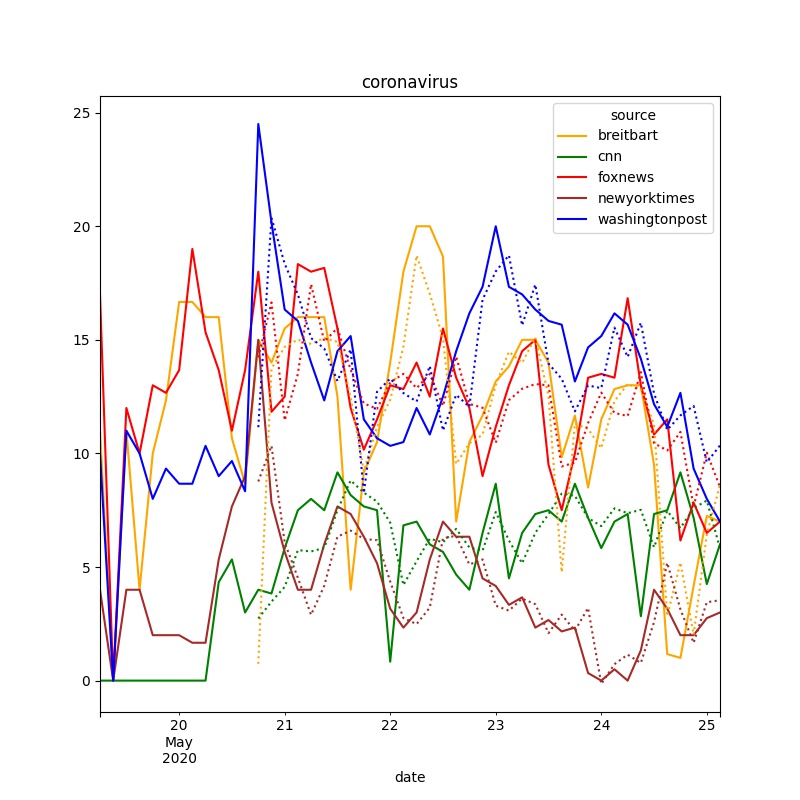 coronavirus
25
20
15
10
5
0
source
breitbart
cnn
foxnews
newyorktimes
washingtonpost
20 21 22 23 24 25
May
2020
date